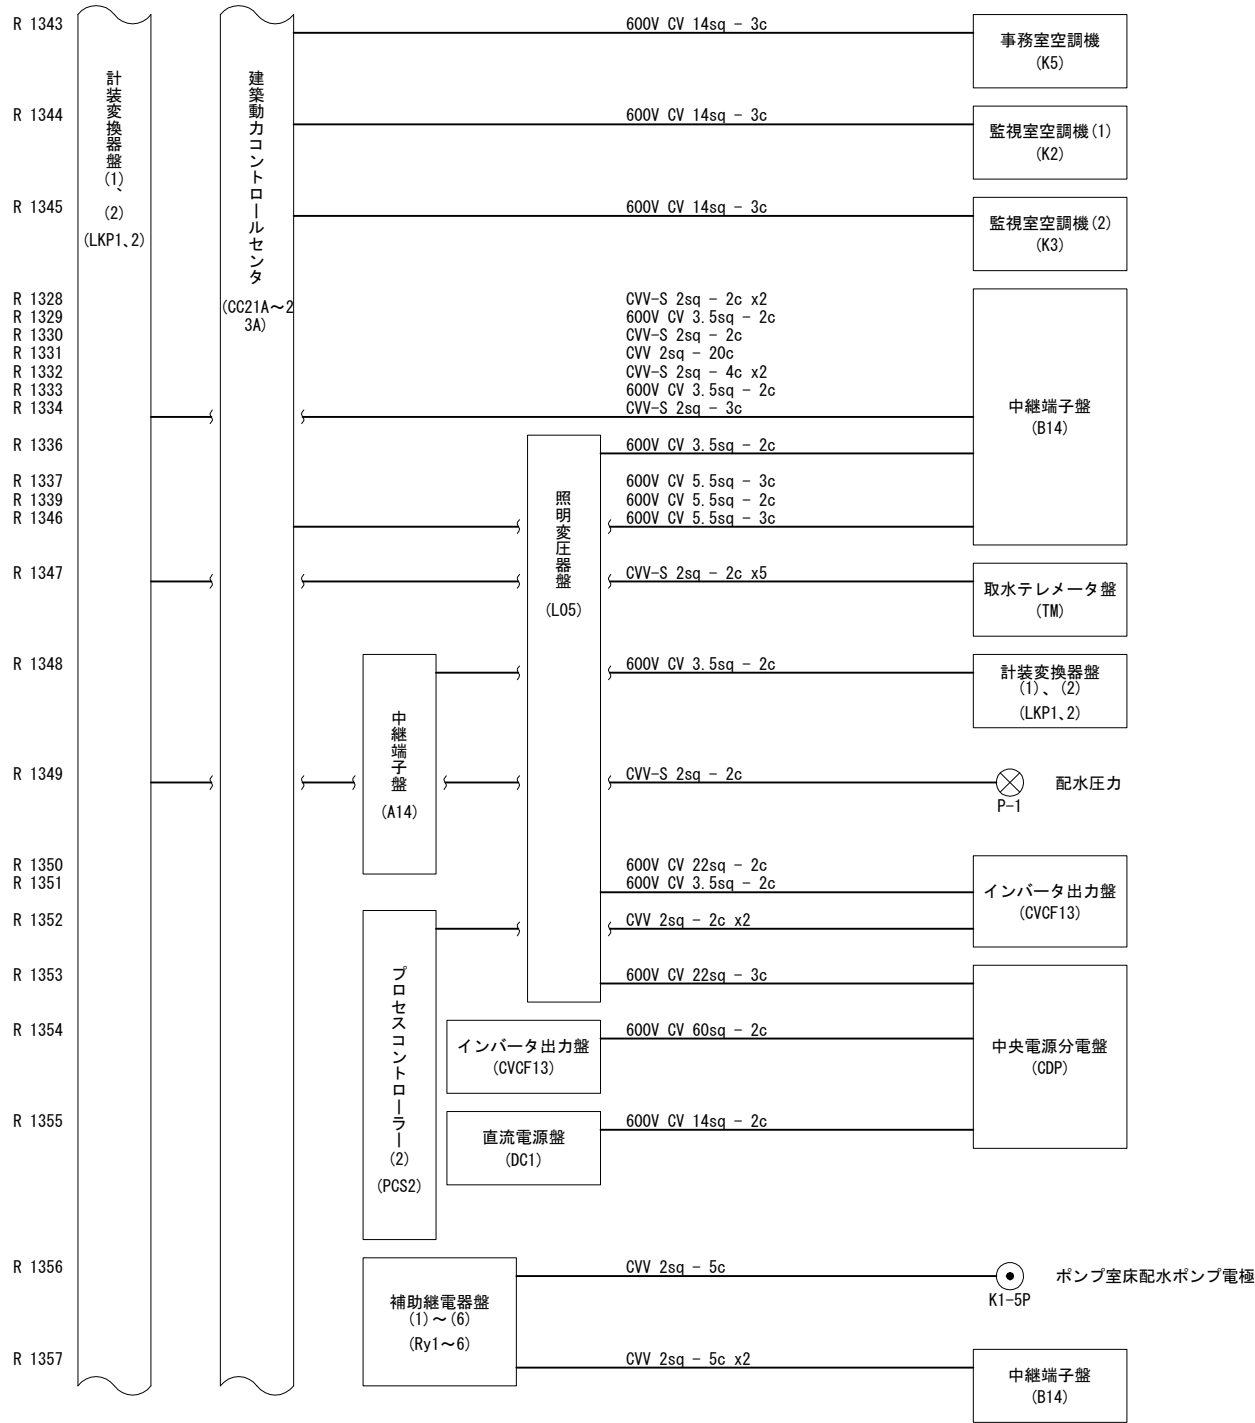 R 1343
600V CV 14sq - 3c
事務室空調機
(K5)
計装変換器盤(1)、(2)
(LKP1、2)
建築動力コントロールセンタ
(CC21A～2
3A)
R 1344
600V CV 14sq - 3c
監視室空調機(1)
(K2)
R 1345
600V CV 14sq - 3c
監視室空調機(2)
(K3)
R 1328
CVV-S 2sq - 2c x2
R 1329
600V CV 3.5sq - 2c
R 1330
CVV-S 2sq - 2c
R 1331
CVV 2sq - 20c
R 1332
CVV-S 2sq - 4c x2
R 1333
600V CV 3.5sq - 2c
R 1334
CVV-S 2sq - 3c
中継端子盤
(B14)
R 1336
600V CV 3.5sq - 2c
R 1337
600V CV 5.5sq - 3c
R 1339
600V CV 5.5sq - 2c
R 1346
600V CV 5.5sq - 3c
照明変圧器盤
(L05)
R 1347
CVV-S 2sq - 2c x5
取水テレメータ盤
(TM)
R 1348
600V CV 3.5sq - 2c
計装変換器盤
(1)、(2)
(LKP1、2)
中継端子盤
(A14)
R 1349
CVV-S 2sq - 2c
P-1
配水圧力
R 1350
600V CV 22sq - 2c
R 1351
600V CV 3.5sq - 2c
インバータ出力盤
(CVCF13)
R 1352
CVV 2sq - 2c x2
プロセスコントローラー(2)
(PCS2)
R 1353
600V CV 22sq - 3c
R 1354
インバータ出力盤
(CVCF13)
600V CV 60sq - 2c
中央電源分電盤
(CDP)
R 1355
直流電源盤
(DC1)
600V CV 14sq - 2c
R 1356
補助継電器盤
(1)～(6)
(Ry1～6)
CVV 2sq - 5c
K1-5P
ポンプ室床配水ポンプ電極
R 1357
CVV 2sq - 5c x2
中継端子盤
(B14)